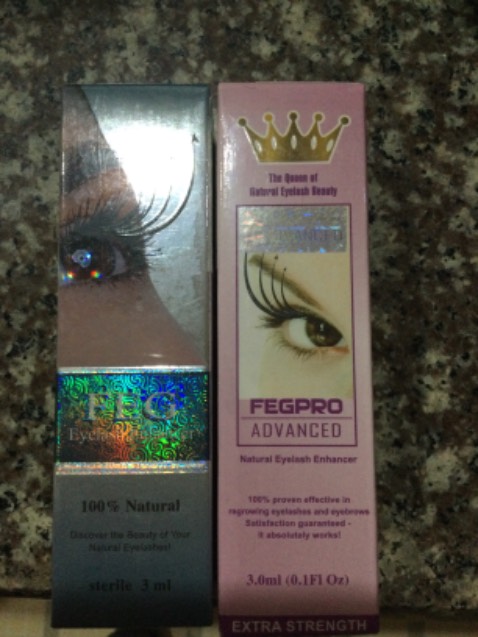 FEG
Eyelash Enhancer
100% Natural
Discover the Beauty of Your
Natural Eyelashes!
sterile 3 ml
The Queen of
Natural Eyelash Beauty
FEGPRO
ADVANCED
Natural Eyelash Enhancer
100% proven effective in
regrowing eyelashes and eyebrows
Satisfaction guaranteed -
it absolutely works!
3.0ml (0.1Fl Oz)
EXTRA STRENGTH